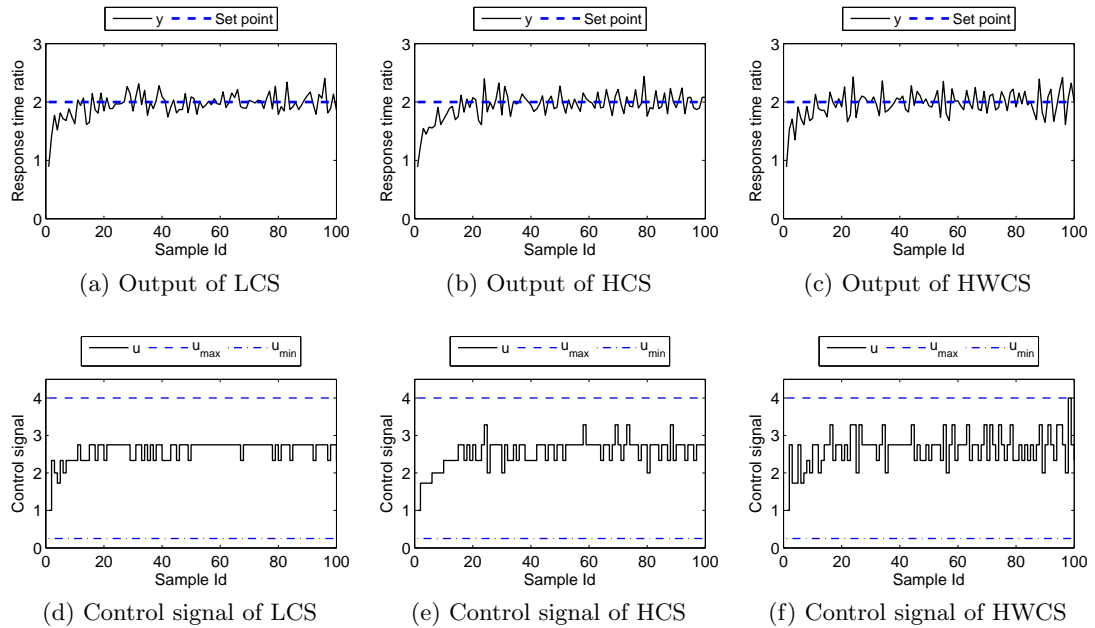 y Set point
y Set point
y Set point
Response time ratio
3
2
1
0
0 20 40 60 80 100
Sample Id
(a) Output of LCS
Response time ratio
3
2
1
0
0 20 40 60 80 100
Sample Id
(b) Output of HCS
Response time ratio
3
2
1
0
0 20 40 60 80 100
Sample Id
(c) Output of HWCS
u u_max u_min
u u_max u_min
u u_max u_min
Control signal
4
3
2
1
0
0 20 40 60 80 100
Sample Id
(d) Control signal of LCS
Control signal
4
3
2
1
0
0 20 40 60 80 100
Sample Id
(e) Control signal of HCS
Control signal
4
3
2
1
0
0 20 40 60 80 100
Sample Id
(f) Control signal of HWCS